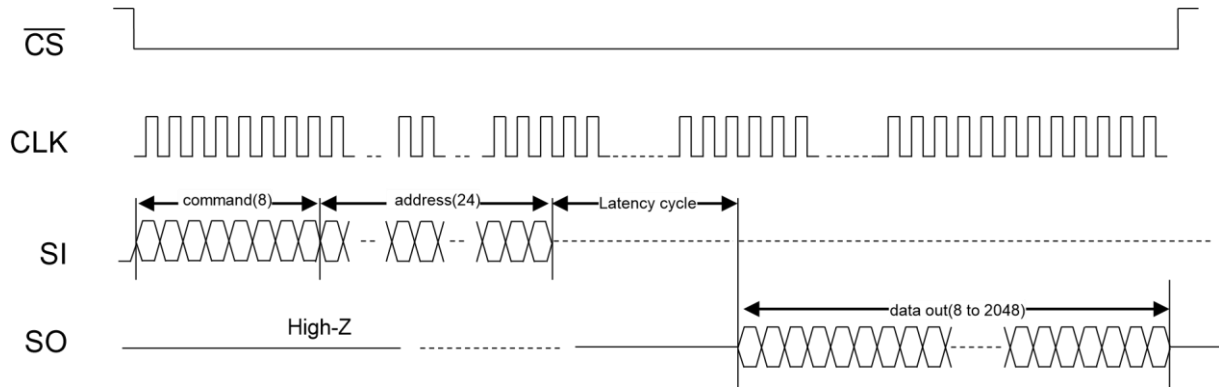 CS
CLK
command(8)
address(24)
Latency cycle
SI
data out(8 to 2048)
High-Z
SO